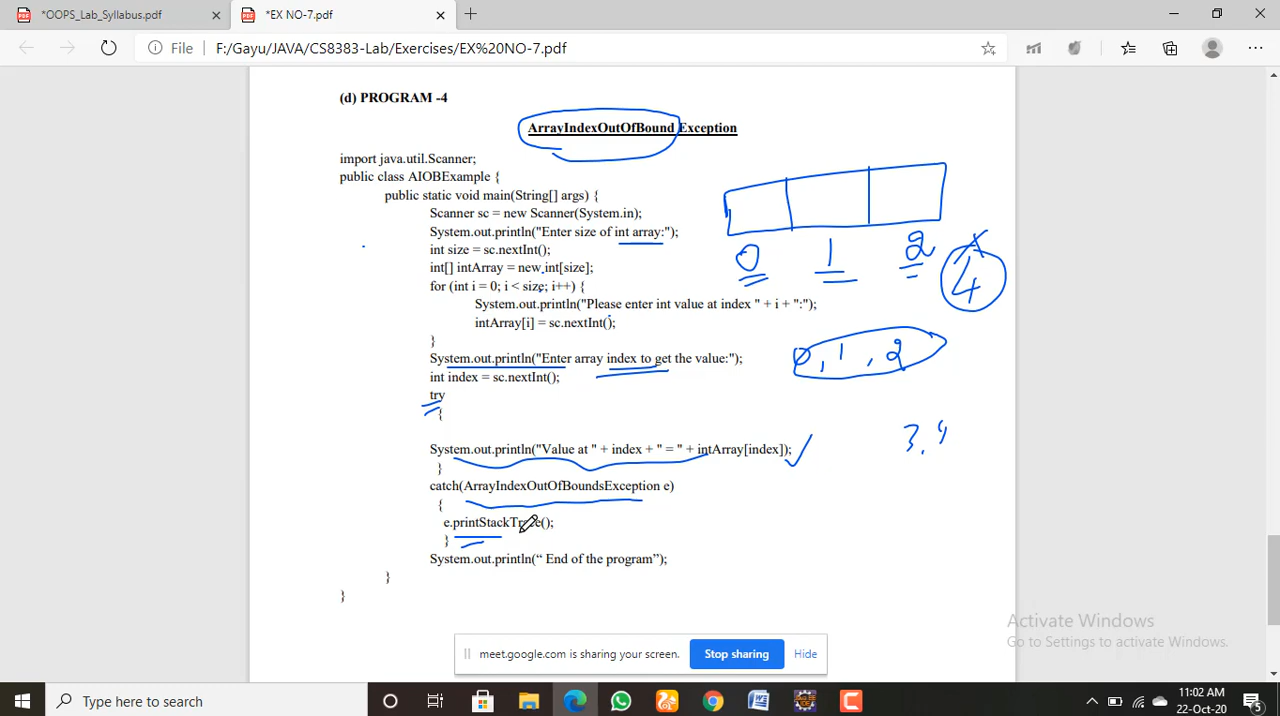 *OOPS_Lab_Syllabus.pdf
*EX NO-7.pdf
File
F:/Gayu/JAVA/CS8383-Lab/Exercises/EX%20NO-7.pdf
(d) PROGRAM -4
ArrayIndexOutOfBound Exception
import java.util.Scanner;
public class AIOBExample {
public static void main(String[] args) {
Scanner sc = new Scanner(System.in);
System.out.println("Enter size of int array:");
int size = sc.nextInt();
int[] intArray = new int[size];
for (int i = 0; i < size; i++) {
System.out.println("Please enter int value at index " + i + ":");
intArray[i] = sc.nextInt();
}
System.out.println("Enter array index to get the value:");
int index = sc.nextInt();
try
{
System.out.println("Value at " + index + " = " + intArray[index]);
}
catch(ArrayIndexOutOfBoundsException e)
{
e.printStackTrace();
}
System.out.println(“ End of the program”);
}
}
0 1 2
4
0, 1, 2
Activate Windows
Go to Settings to activate Windows.
meet.google.com is sharing your screen.
Stop sharing
Hide
Type here to search
11:02 AM
22-Oct-20
5